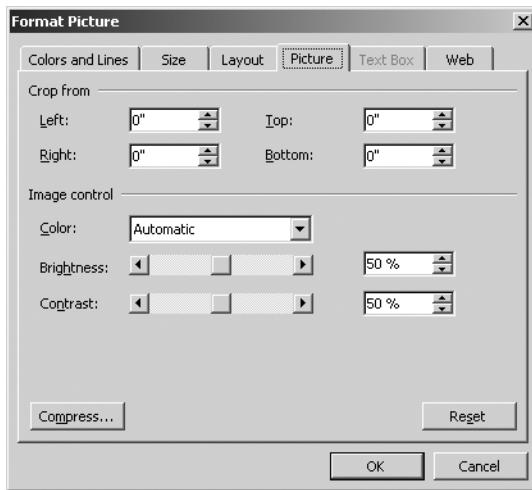 Format Picture
Colors and Lines Size Layout Picture Text Box Web
Crop from
Left: 0" Top: 0"
Right: 0" Bottom: 0"
Image control
Color: Automatic
Brightness: 50 %
Contrast: 50 %
Compress... Reset
OK Cancel